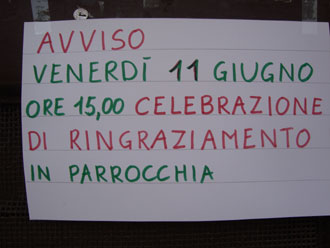 AVVISO
VENERDÌ 11 GIUGNO
ORE 15,00 CELEBRAZIONE
DI RINGRAZIAMENTO
IN PARROCCHIA